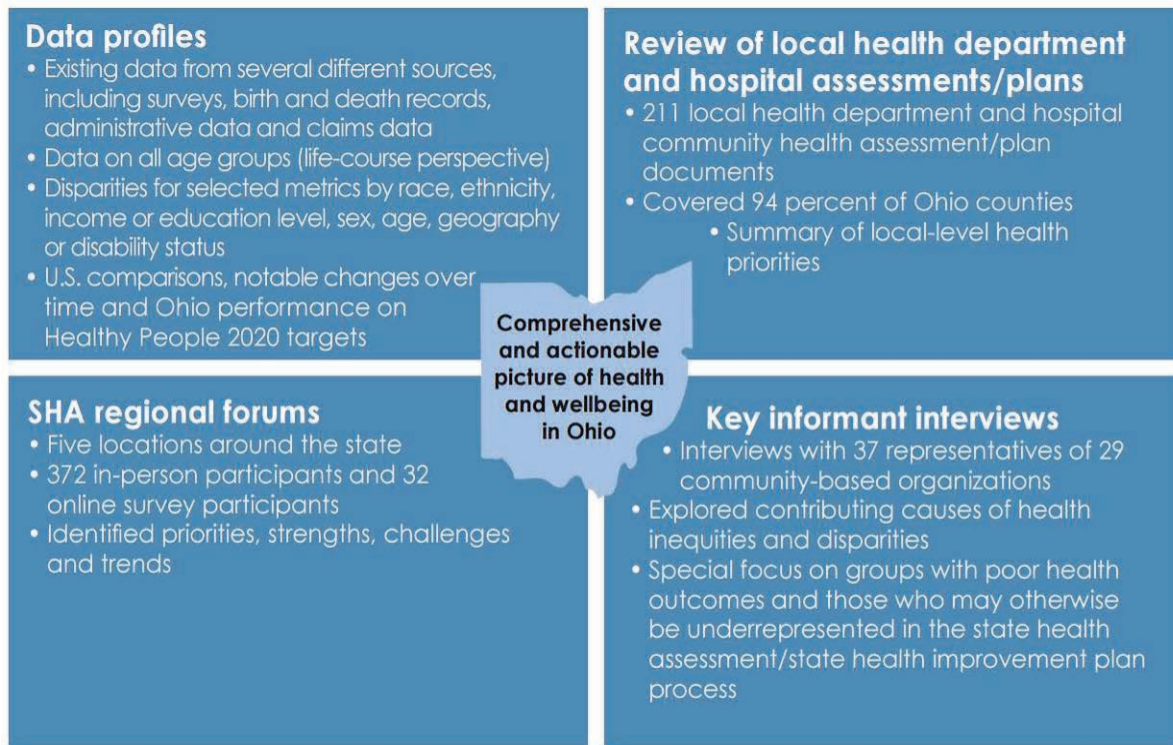 Data profiles
• Existing data from several different sources,
including surveys, birth and death records,
administrative data and claims data
• Data on all age groups (life-course perspective)
• Disparities for selected metrics by race, ethnicity,
income or education level, sex, age, geography
or disability status
• U.S. comparisons, notable changes over
time and Ohio performance on
Healthy People 2020 targets
Review of local health department
and hospital assessments/plans
• 211 local health department and hospital
community health assessment/plan
documents
• Covered 94 percent of Ohio counties
• Summary of local-level health
priorities
Comprehensive
and actionable
picture of health
and wellbeing
in Ohio
SHA regional forums
• Five locations around the state
• 372 in-person participants and 32
online survey participants
• Identified priorities, strengths, challenges
and trends
Key informant interviews
• Interviews with 37 representatives of 29
community-based organizations
• Explored contributing causes of health
inequities and disparities
• Special focus on groups with poor health
outcomes and those who may otherwise
be underrepresented in the state health
assessment/state health improvement plan
process